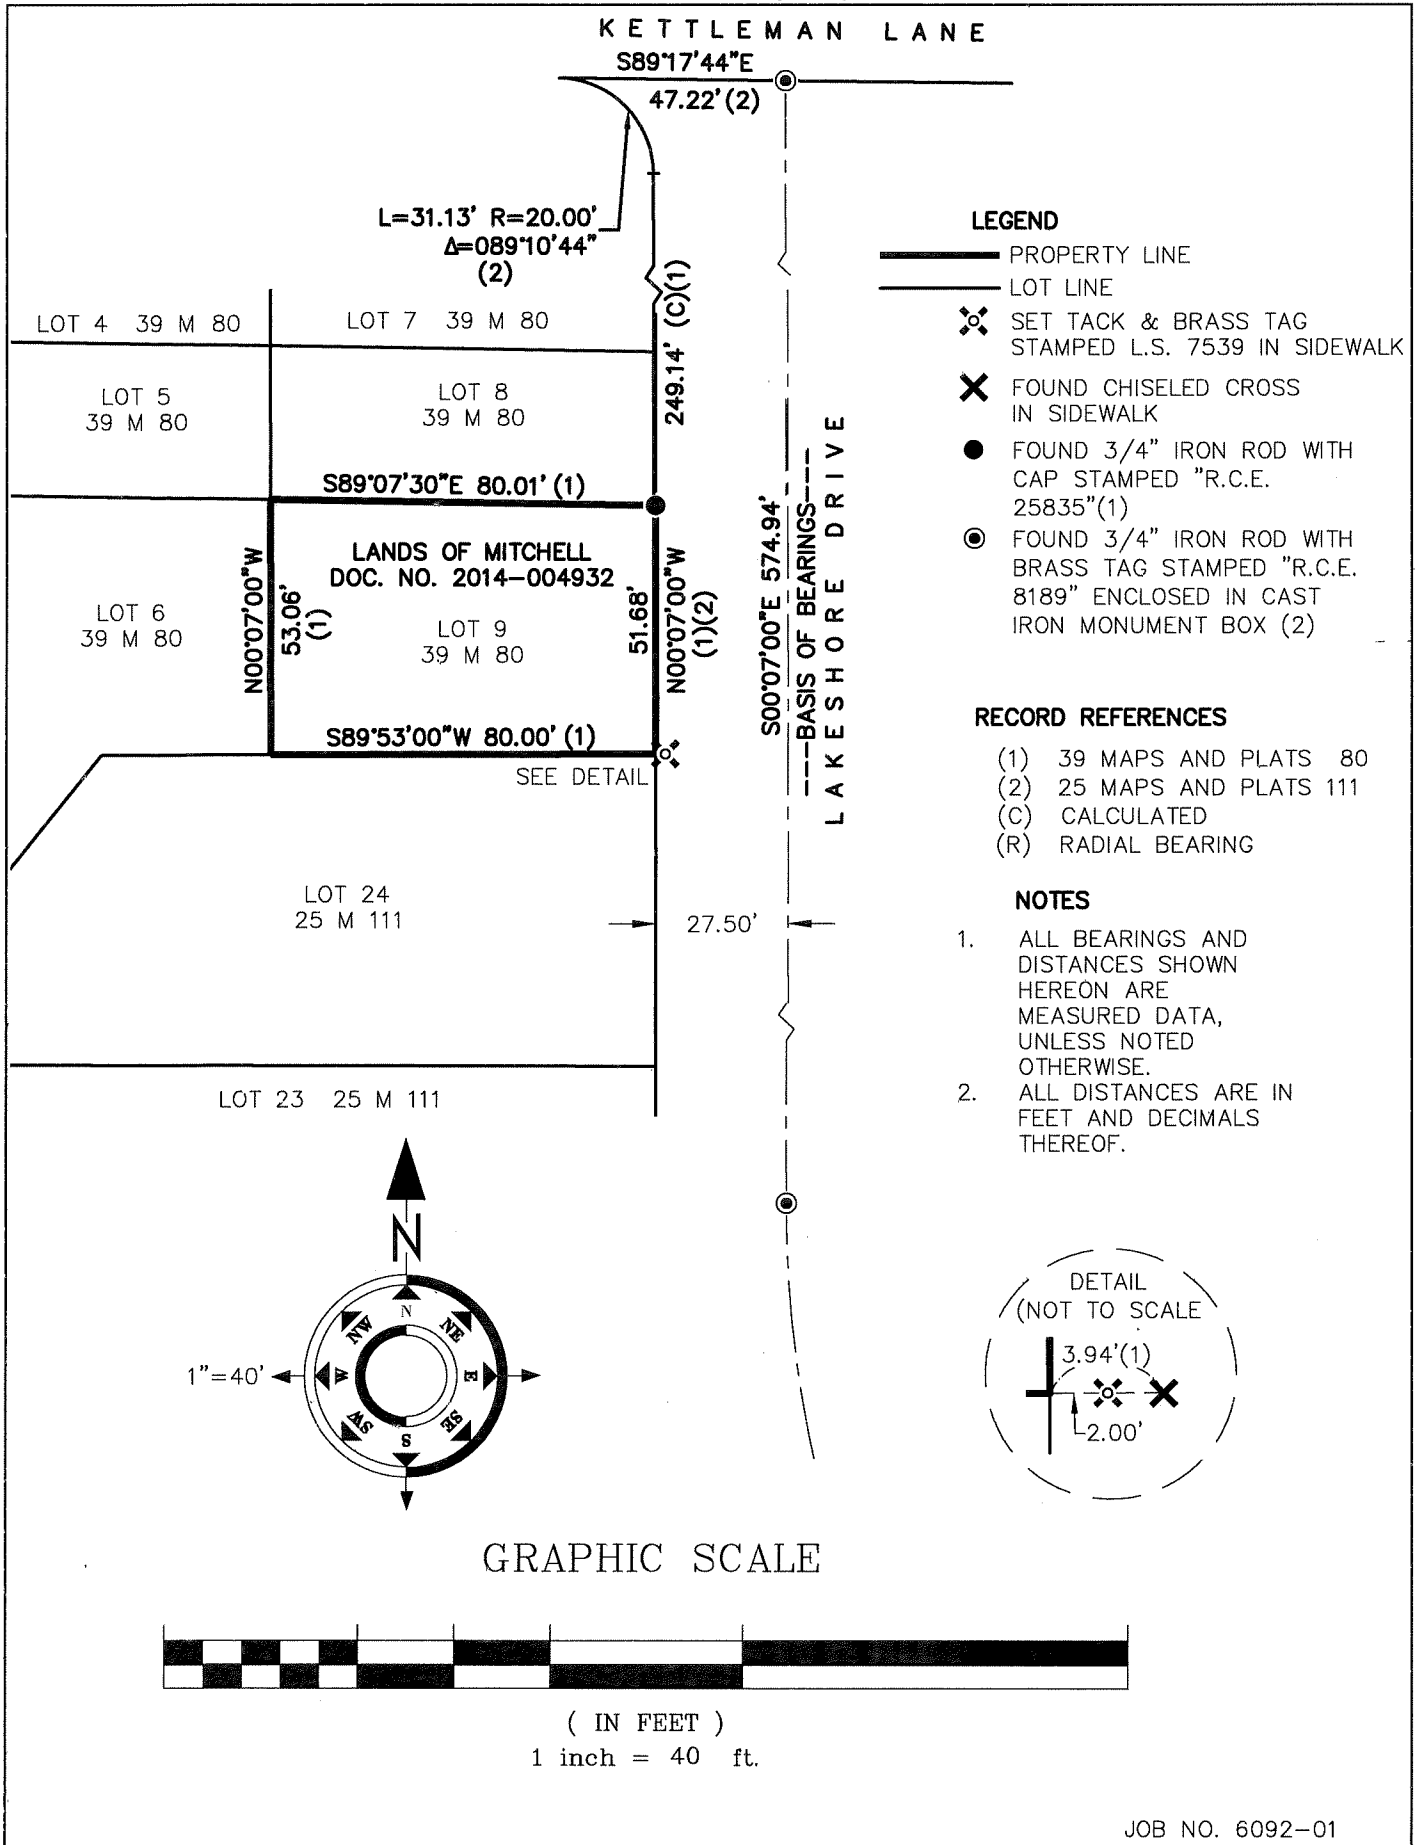 KETTLEMAN LANE
S89°17'44"E
47.22' (2)
L=31.13' R=20.00'
Δ=089°10'44"
(2)
249.14' (C)(1)
LOT 4 39 M 80
LOT 7 39 M 80
LOT 5
39 M 80
LOT 8
39 M 80
S89°07'30"E 80.01' (1)
LANDS OF MITCHELL
DOC. NO. 2014-004932
LOT 6
39 M 80
N00°07'00"W
53.06'
(1)
LOT 9
39 M 80
51.68'
N00°07'00"W
(1)(2)
S89°53'00"W 80.00' (1)
SEE DETAIL
S00°07'00"E 574.94'
---BASIS OF BEARINGS---
LAKESHORE DRIVE
LOT 24
25 M 111
27.50'
LOT 23 25 M 111
LEGEND
PROPERTY LINE
LOT LINE
SET TACK & BRASS TAG
STAMPED L.S. 7539 IN SIDEWALK
FOUND CHISELED CROSS
IN SIDEWALK
FOUND 3/4" IRON ROD WITH
CAP STAMPED "R.C.E.
25835"(1)
FOUND 3/4" IRON ROD WITH
BRASS TAG STAMPED "R.C.E.
8189" ENCLOSED IN CAST
IRON MONUMENT BOX (2)
RECORD REFERENCES
(1) 39 MAPS AND PLATS 80
(2) 25 MAPS AND PLATS 111
(C) CALCULATED
(R) RADIAL BEARING
NOTES
1. ALL BEARINGS AND
DISTANCES SHOWN
HEREON ARE
MEASURED DATA,
UNLESS NOTED
OTHERWISE.
2. ALL DISTANCES ARE IN
FEET AND DECIMALS
THEREOF.
N
1"=40'
N
NE
E
SE
S
SW
W
NW
DETAIL
(NOT TO SCALE
3.94'(1)
2.00'
GRAPHIC SCALE
( IN FEET )
1 inch = 40 ft.
JOB NO. 6092-01